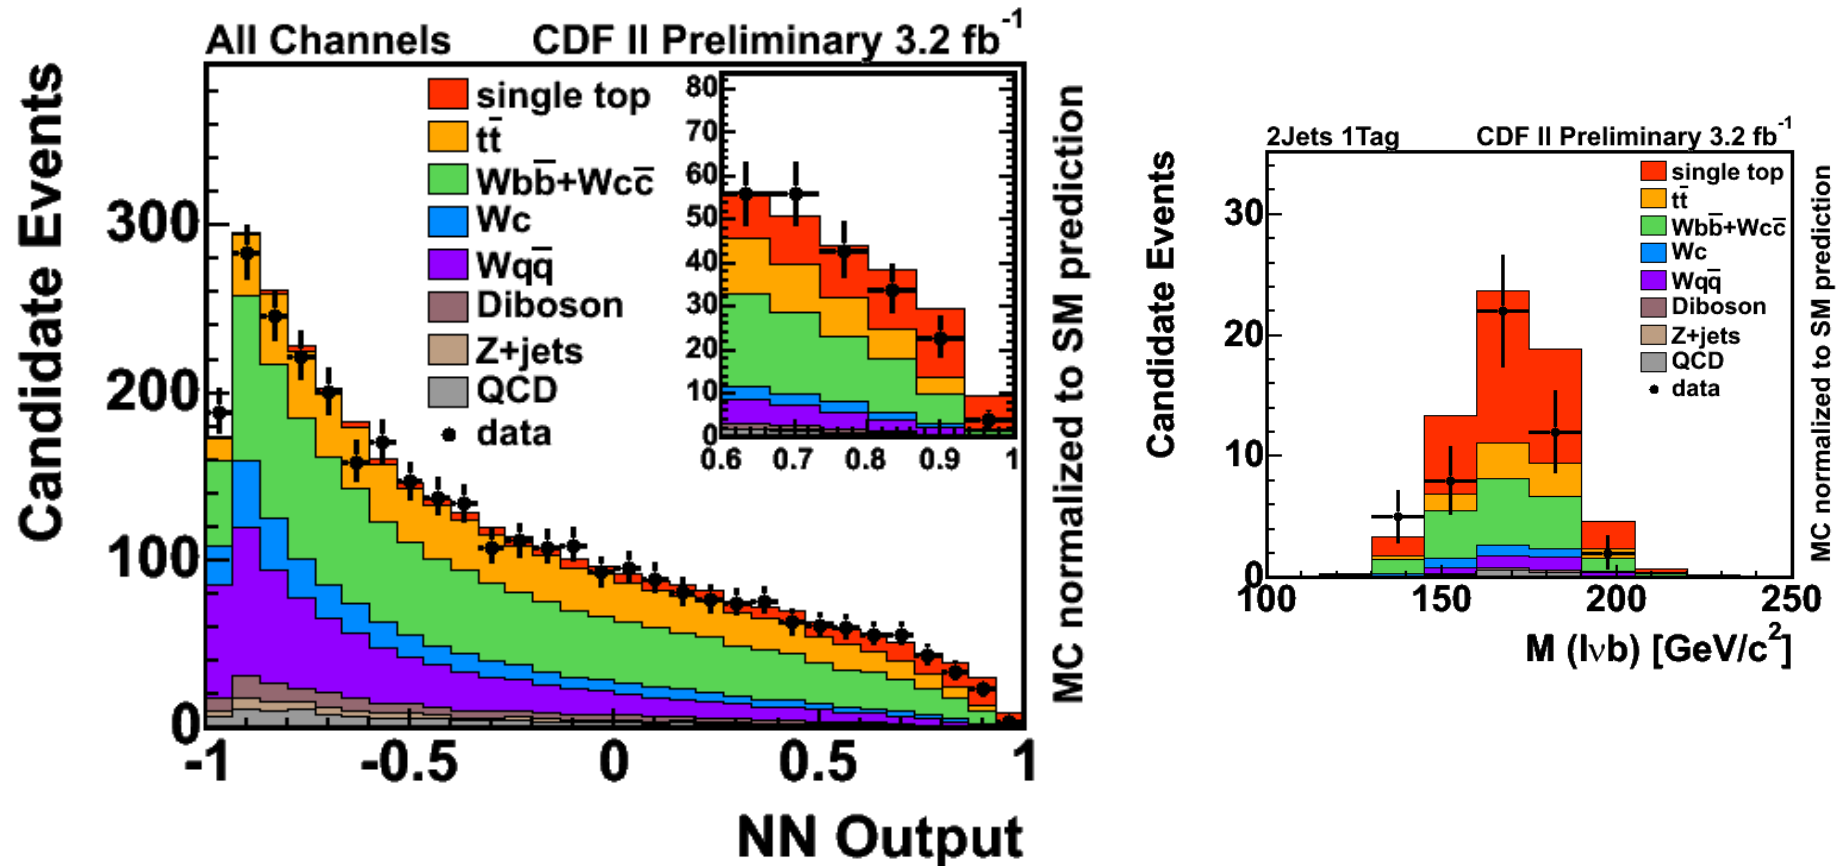 All Channels CDF II Preliminary 3.2 fb⁻¹
Candidate Events
300
200
100
0
-1 -0.5 0 0.5 1
NN Output
single top
tt̄
Wbb̄+Wcc̄
Wc
Wqq̄
Diboson
Z+jets
QCD
data
80
70
60
50
40
30
20
10
0
0.6 0.7 0.8 0.9 1
MC normalized to SM prediction
2Jets 1Tag CDF II Preliminary 3.2 fb⁻¹
Candidate Events
30
20
10
0
100 150 200 250
M (lνb) [GeV/c²]
single top
tt̄
Wbb̄+Wcc̄
Wc
Wqq̄
Diboson
Z+jets
QCD
data
MC normalized to SM prediction